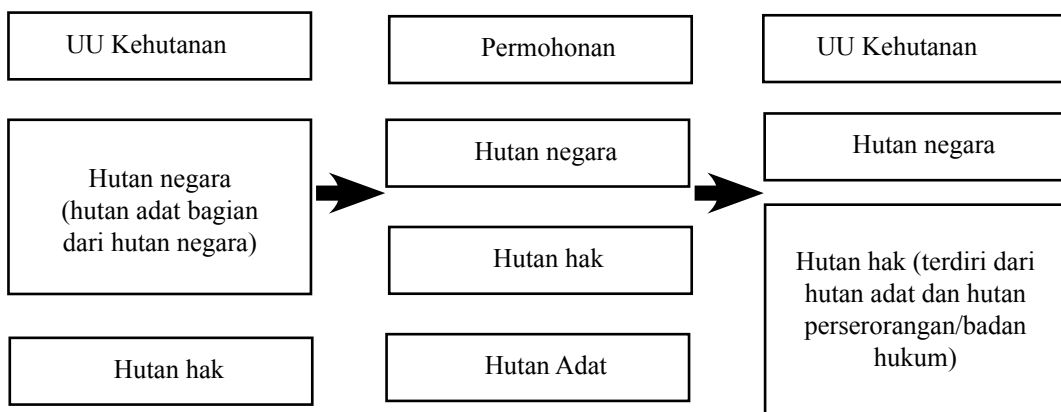 UU Kehutanan
Hutan negara
(hutan adat bagian
dari hutan negara)
Hutan hak
Permohonan
Hutan negara
Hutan hak
Hutan Adat
UU Kehutanan
Hutan negara
Hutan hak (terdiri dari
hutan adat dan hutan
perserorangan/badan
hukum)